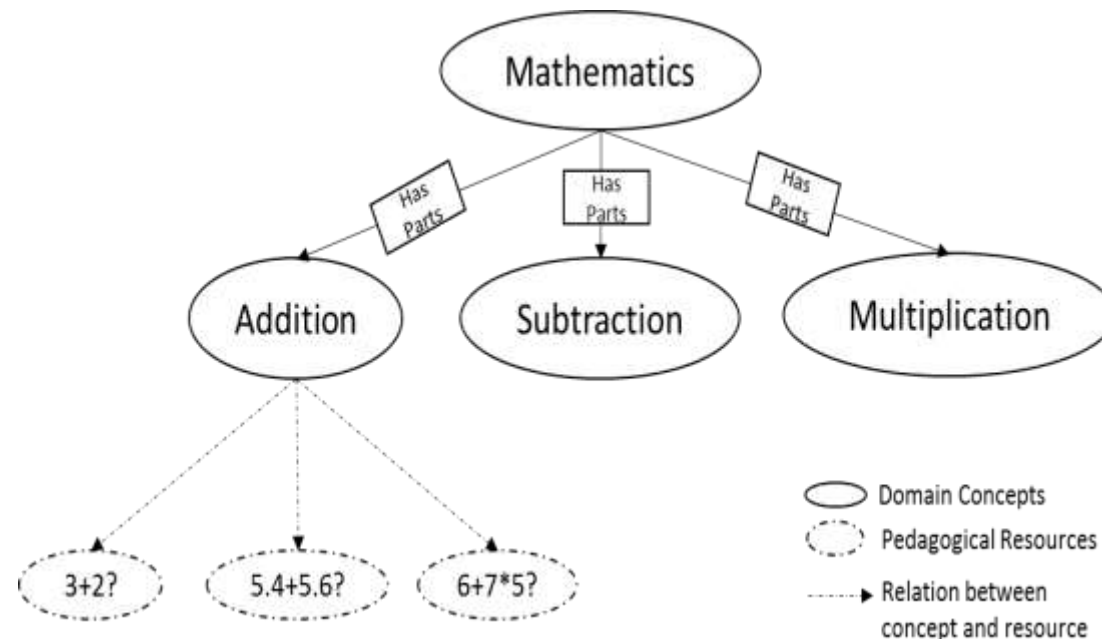 Mathematics
Has
Parts
Has
Parts
Has
Parts
Addition
Subtraction
Multiplication
3+2?
5.4+5.6?
6+7*5?
Domain Concepts
Pedagogical Resources
Relation between
concept and resource